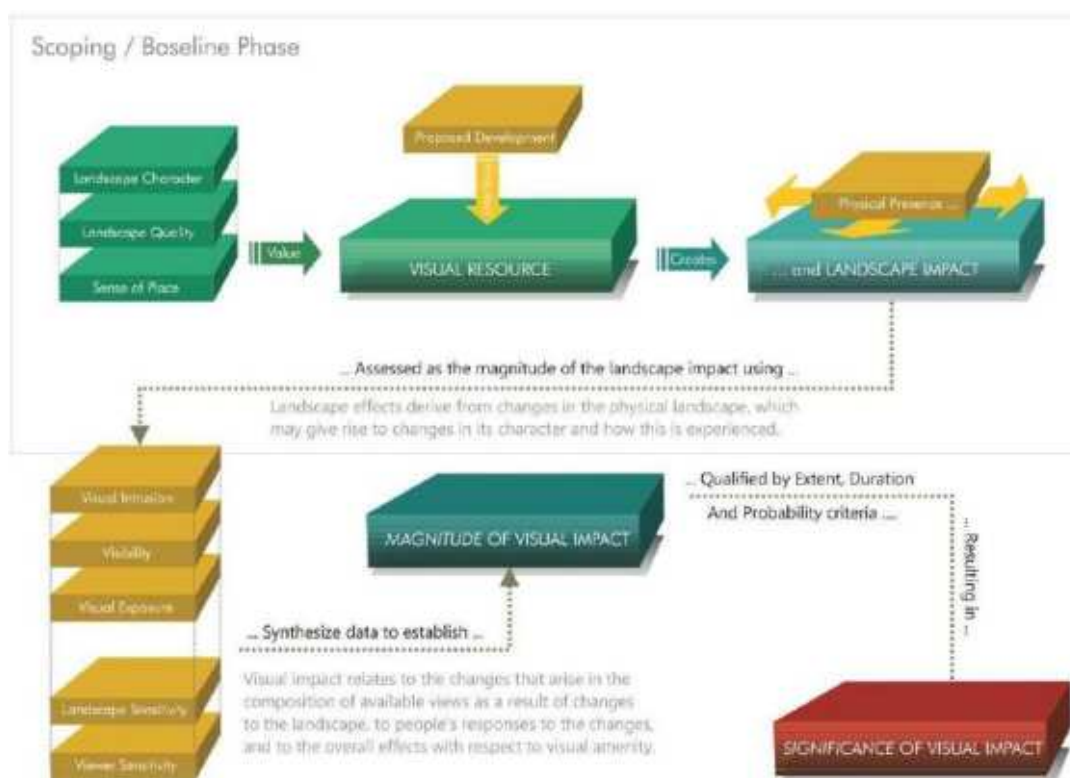 Scoping / Baseline Phase
Proposed Development
Landscape Character
Landscape Quality
Sense of Place
Value
VISUAL RESOURCE
Creates
Physical Presence ...
... and LANDSCAPE IMPACT
... Assessed as the magnitude of the landscape impact using ...
Landscape effects derive from changes in the physical landscape, which
may give rise to changes in its character and how this is experienced.
Visual Intrusion
Visibility
Visual Exposure
Landscape Sensitivity
Viewer Sensitivity
... Synthesize data to establish ...
MAGNITUDE OF VISUAL IMPACT
Visual impact relates to the changes that arise in the
composition of available views as a result of changes
to the landscape, to people's responses to the changes,
and to the overall effects with respect to visual amenity.
... Qualified by Extent, Duration
And Probability criteria ...
... Resulting in ...
SIGNIFICANCE OF VISUAL IMPACT